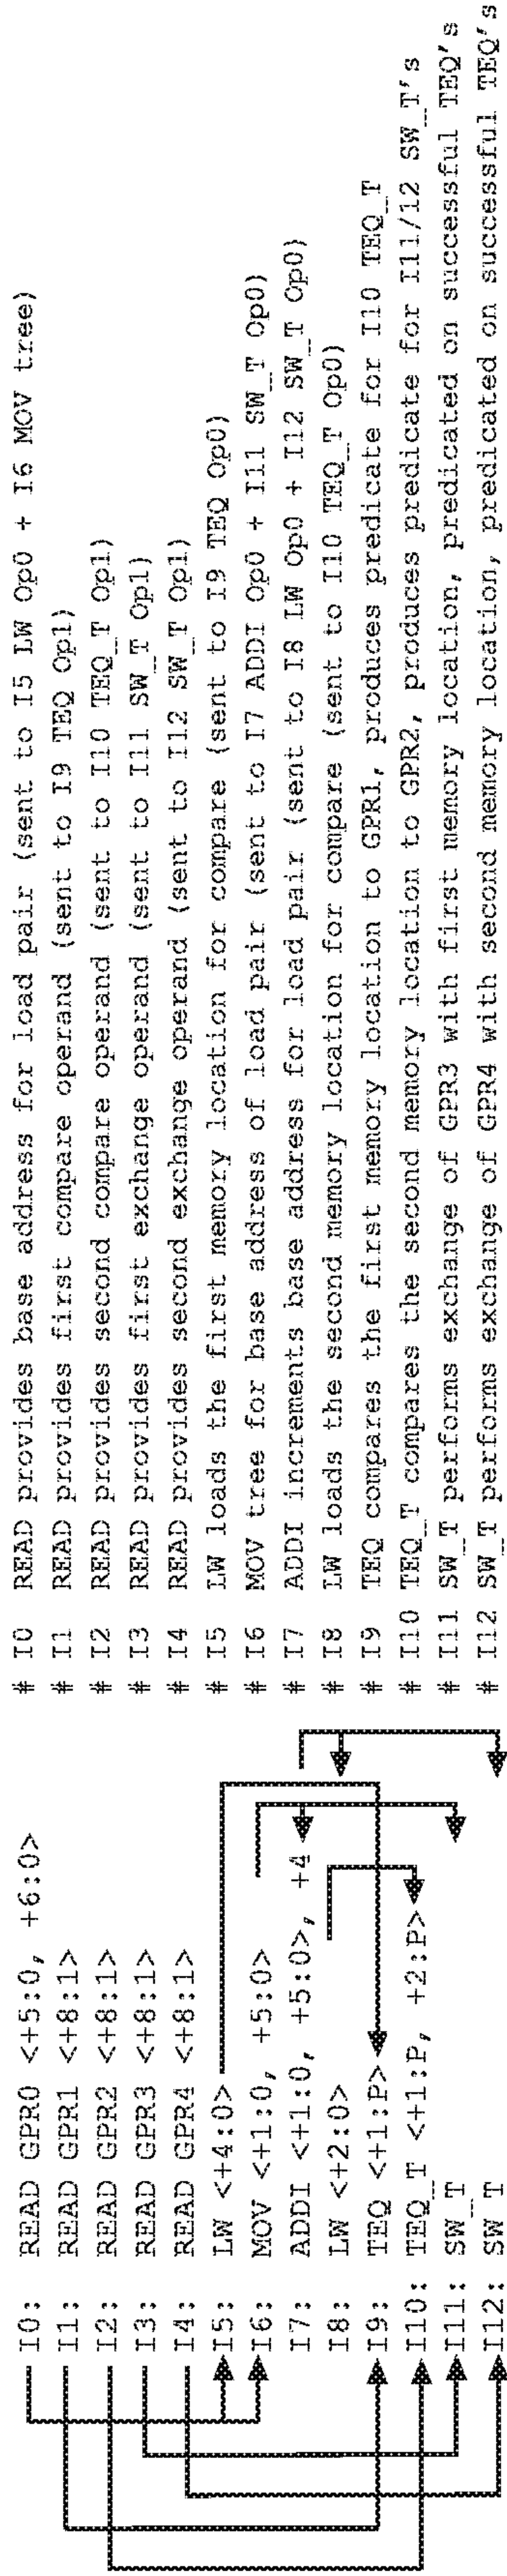 I0: READ GPR0 <+5:0, +6:0> # I0 READ provides base address for load pair (sent to I5 LW Op0 + I6 MOV tree)
I1: READ GPR1 <+8:1> # I1 READ provides first compare operand (sent to I9 TEQ Op1)
I2: READ GPR2 <+8:1> # I2 READ provides second compare operand (sent to I10 TEQ_T Op1)
I3: READ GPR3 <+8:1> # I3 READ provides first exchange operand (sent to I11 SW_T Op1)
I4: READ GPR4 <+8:1> # I4 READ provides second exchange operand (sent to I12 SW_T Op1)
I5: LW <+4:0> # I5 LW loads the first memory location for compare (sent to I9 TEQ Op0)
I6: MOV <+1:0, +5:0> # I6 MOV tree for base address of load pair (sent to I7 ADDI Op0 + I11 SW_T Op0)
I7: ADDI <+1:0, +5:0>, +4 # I7 ADDI increments base address for load pair (sent to I8 LW Op0 + I12 SW_T Op0)
I8: LW <+2:0> # I8 LW loads the second memory location for compare (sent to I10 TEQ_T Op0)
I9: TEQ <+1:P> # I9 TEQ compares the first memory location to GPR1, produces predicate for I10 TEQ_T
I10: TEQ_T <+1:P, +2:P> # I10 TEQ_T compares the second memory location to GPR2, produces predicate for I11/12 SW_T's
I11: SW_T # I11 SW_T performs exchange of GPR3 with first memory location, predicated on successful TEQ's
I12: SW_T # I12 SW_T performs exchange of GPR4 with second memory location, predicated on successful TEQ's